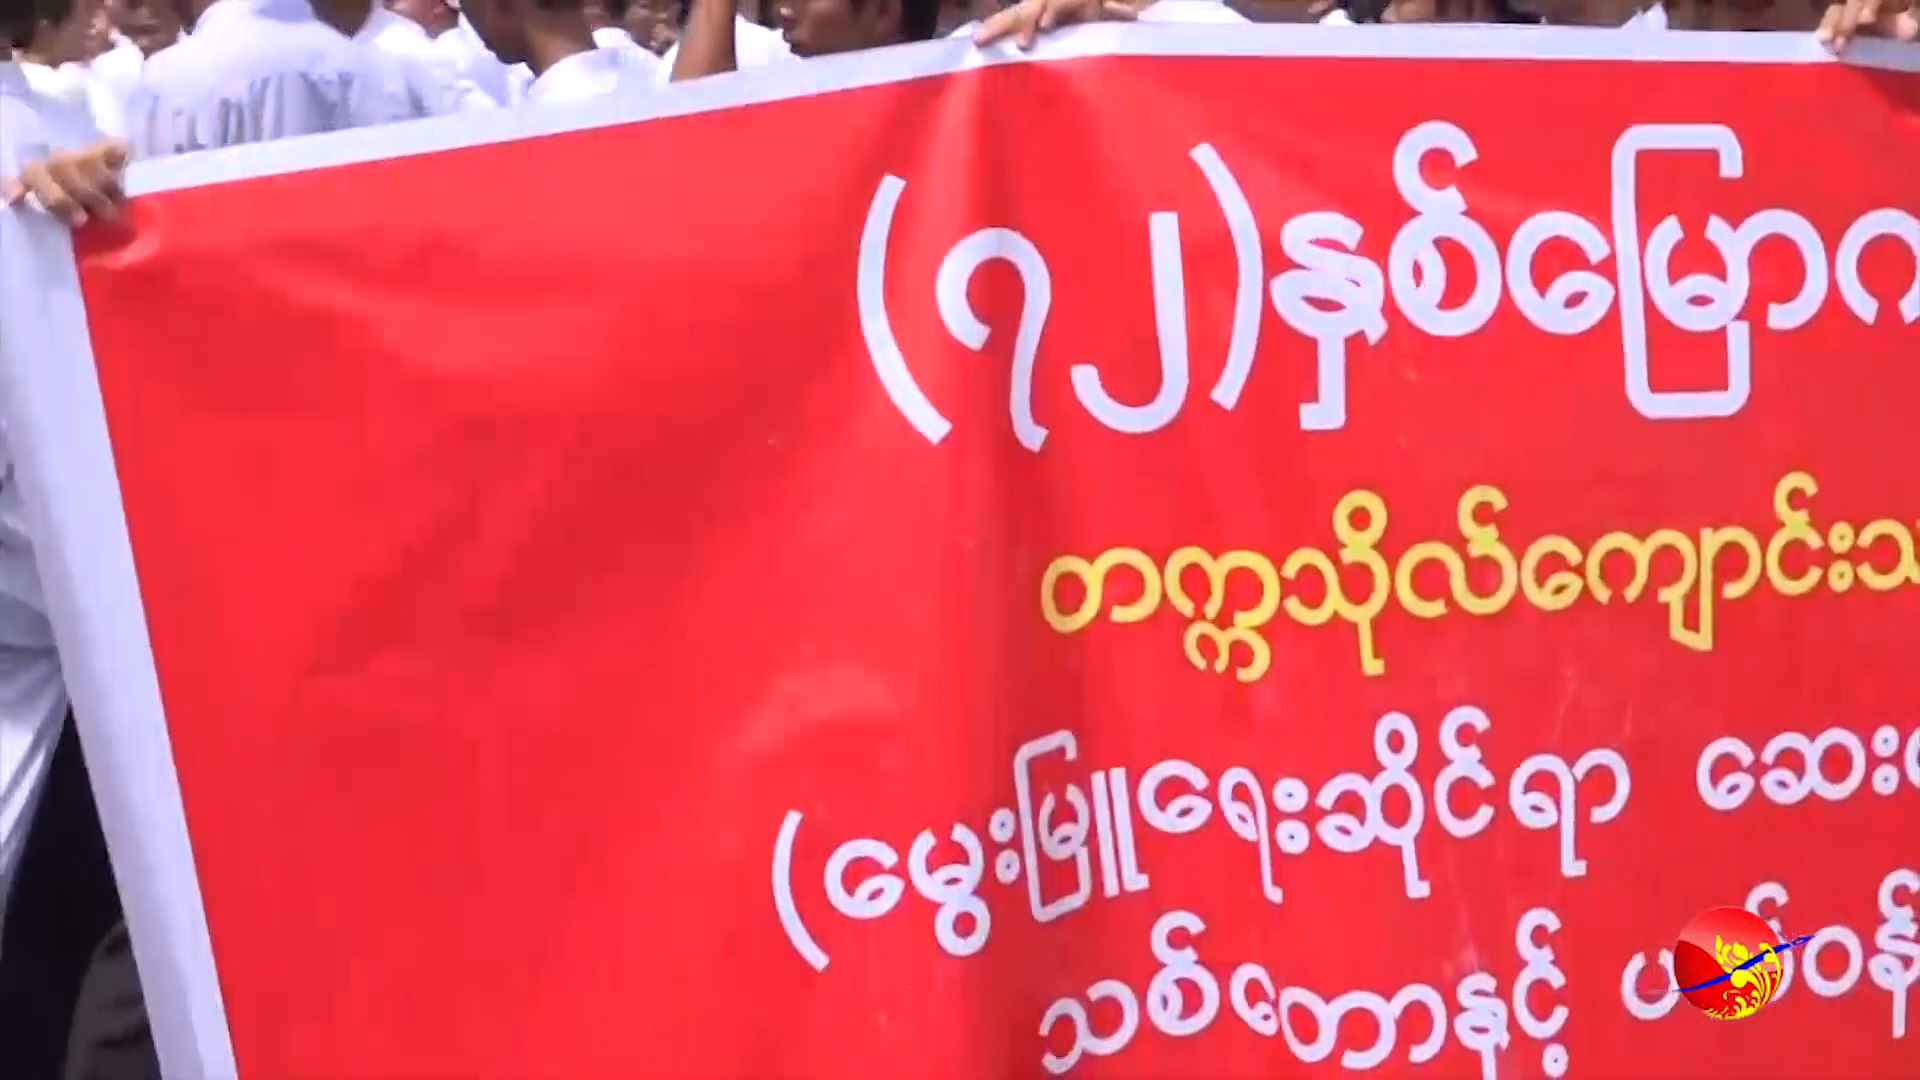 (၇၂)နှစ်မြောက
တက္ကသိုလ်ကျောင်းသ
(မွေးမြူရေးဆိုင်ရာ ဆေး
သစ်တောနှင့်